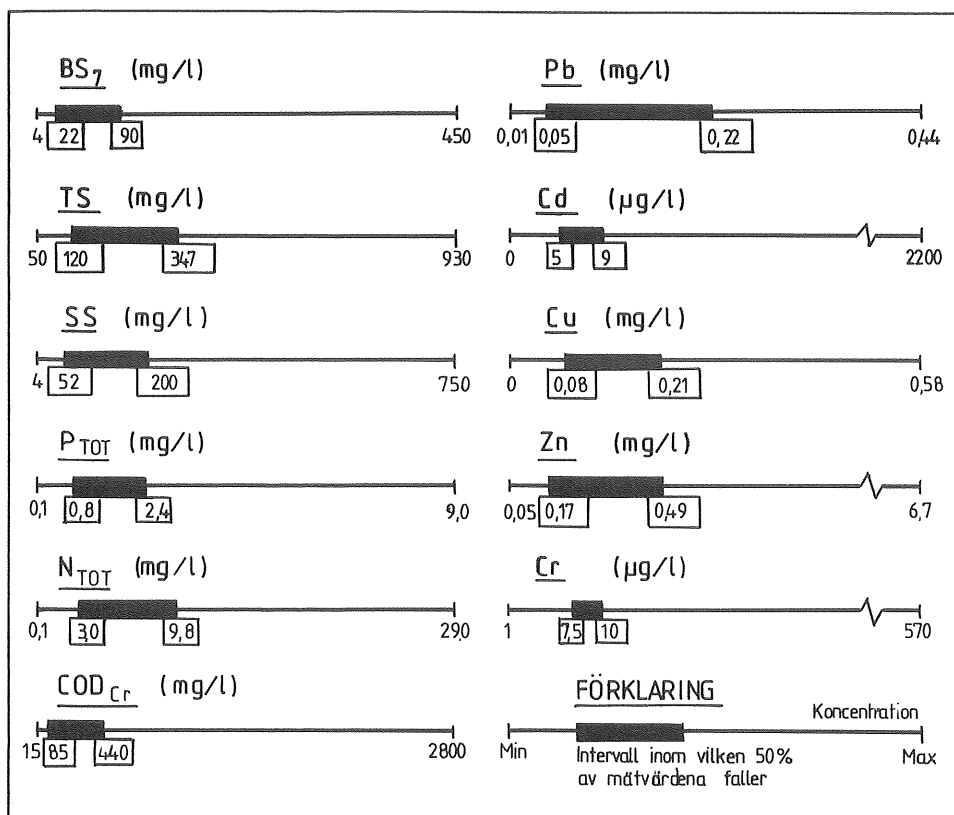 BS7 (mg/l)
4 22 90 450
TS (mg/l)
50 120 347 930
SS (mg/l)
4 52 200 750
PTOT (mg/l)
0,1 0,8 2,4 9,0
NTOT (mg/l)
0,1 3,0 9,8 29,0
CODCr (mg/l)
15 85 440 2800
Pb (mg/l)
0,01 0,05 0,22 0,44
Cd (µg/l)
0 5 9 2200
Cu (mg/l)
0 0,08 0,21 0,58
Zn (mg/l)
0,05 0,17 0,49 6,7
Cr (µg/l)
1 7,5 10 570
FÖRKLARING
Koncentration
Min Intervall inom vilken 50% Max
av mätvärdena faller